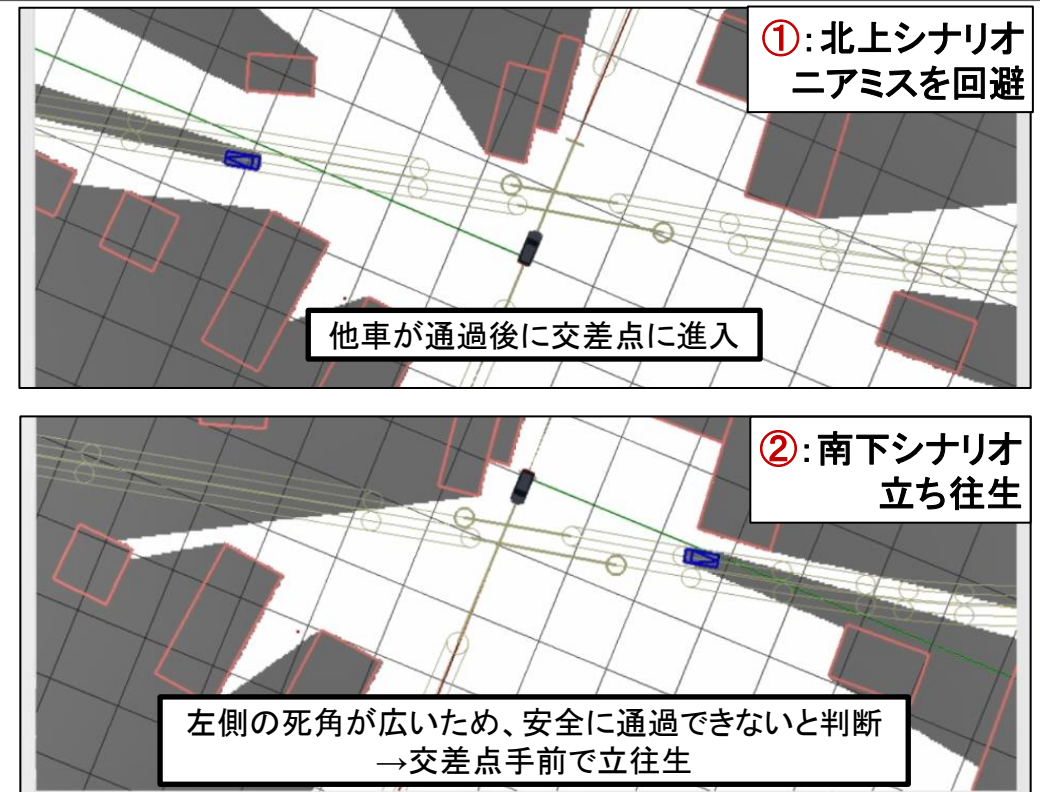 ①：北上シナリオ
ニアミスを回避
他車が通過後に交差点に進入
②：南下シナリオ
立ち往生
左側の死角が広いため、安全に通過できないと判断
→交差点手前で立往生